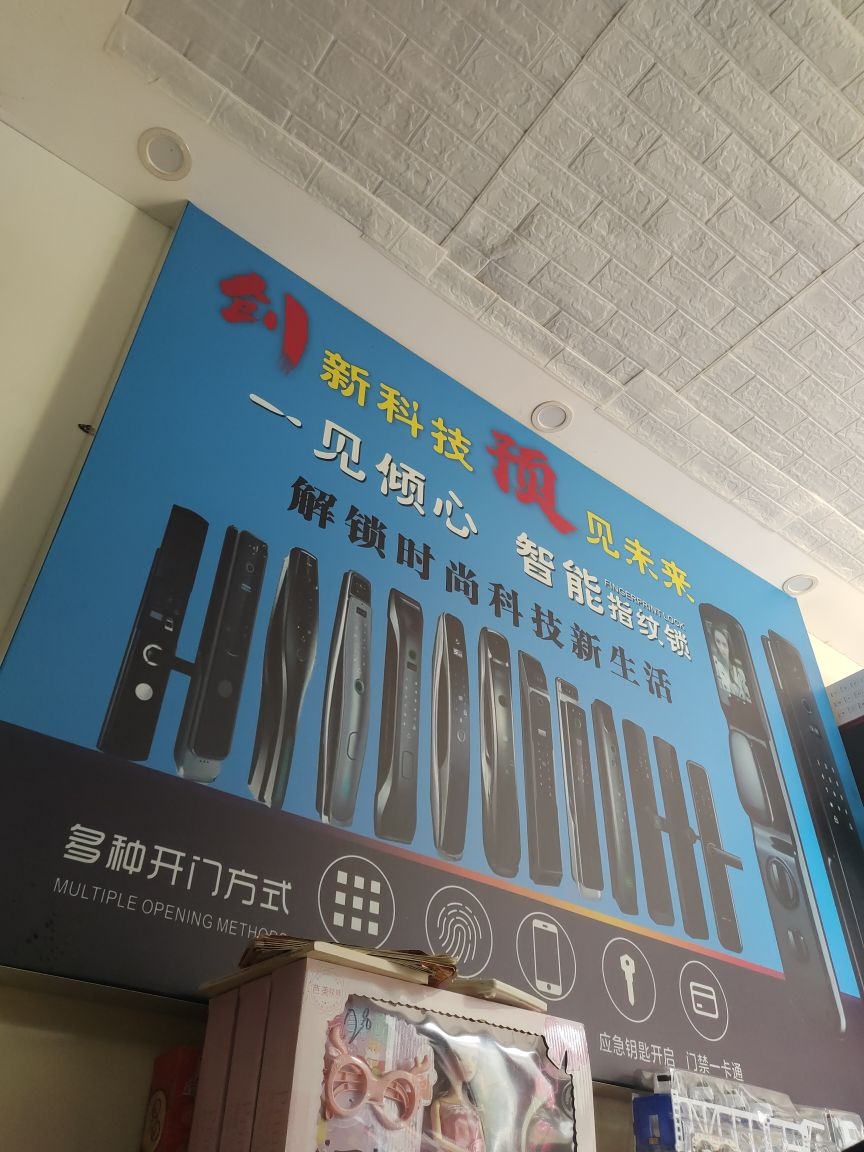 创新科技预见未来
一见倾心 智能指纹锁
FINGERPRINT LOCK
解锁时尚科技新生活
多种开门方式
MULTIPLE OPENING METHODS
应急钥匙开启 门禁一卡通